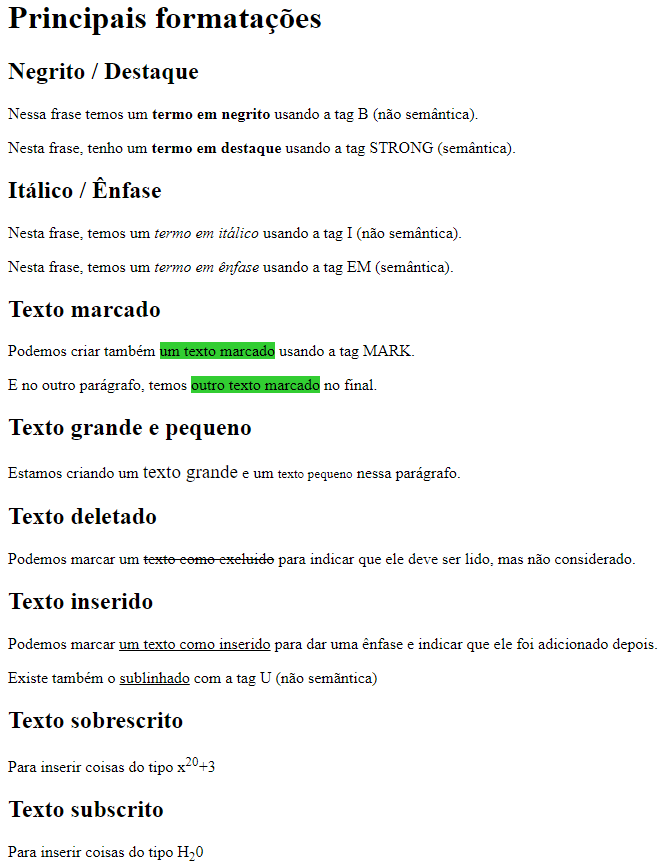 Principais formatações
Negrito / Destaque
Nessa frase temos um termo em negrito usando a tag B (não semântica).
Nesta frase, tenho um termo em destaque usando a tag STRONG (semântica).
Itálico / Ênfase
Nesta frase, temos um termo em itálico usando a tag I (não semântica).
Nesta frase, temos um termo em ênfase usando a tag EM (semântica).
Texto marcado
Podemos criar também um texto marcado usando a tag MARK.
E no outro parágrafo, temos outro texto marcado no final.
Texto grande e pequeno
Estamos criando um texto grande e um texto pequeno nessa parágrafo.
Texto deletado
Podemos marcar um texto como excluido para indicar que ele deve ser lido, mas não considerado.
Texto inserido
Podemos marcar um texto como inserido para dar uma ênfase e indicar que ele foi adicionado depois.
Existe também o sublinhado com a tag U (não semãntica)
Texto sobrescrito
Para inserir coisas do tipo x²⁰+3
Texto subscrito
Para inserir coisas do tipo H₂0